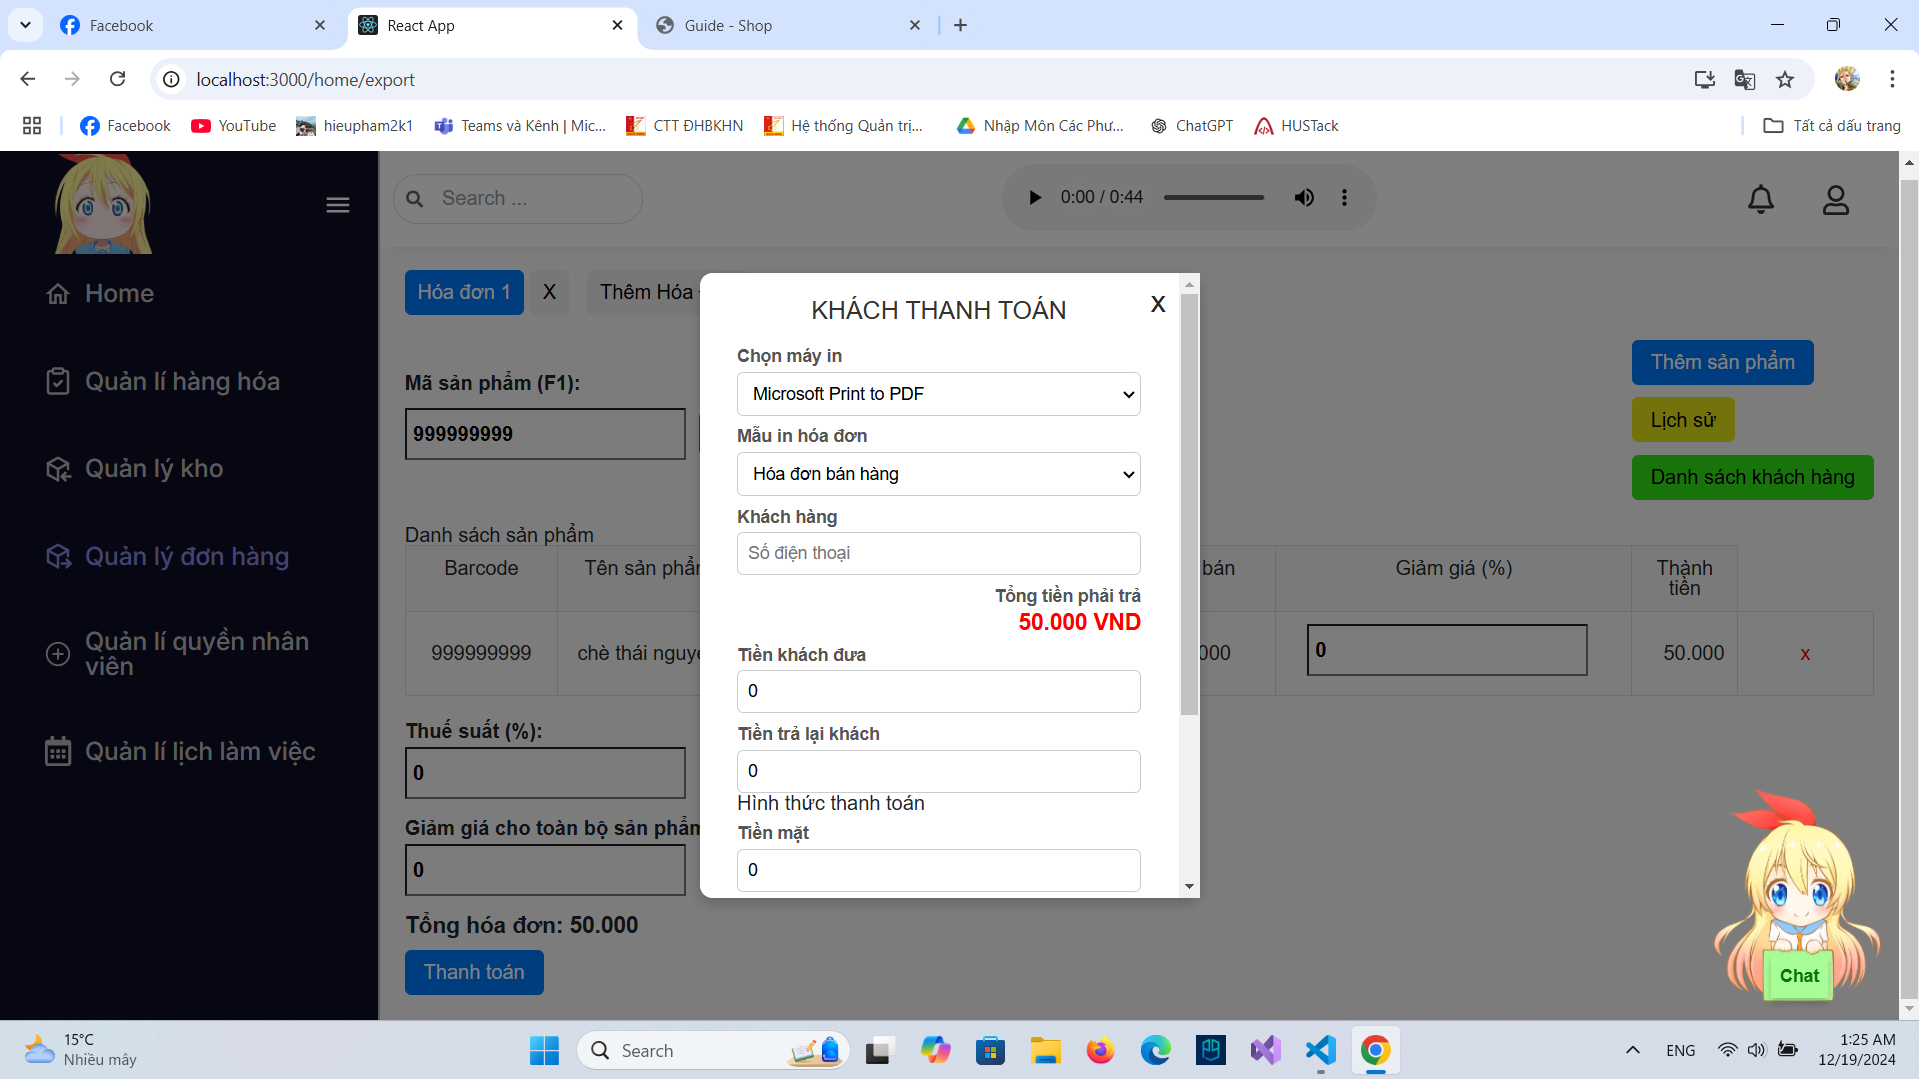 Facebook
React App
Guide - Shop
localhost:3000/home/export
Facebook
YouTube
hieupham2k1
Teams và Kênh | Mic...
CTT ĐHBKHN
Hệ thống Quản trị...
Nhập Môn Các Phư...
ChatGPT
HUSTack
Tất cả dấu trang
Search ...
0:00 / 0:44
Home
Quản lí hàng hóa
Quản lý kho
Quản lý đơn hàng
Quản lí quyền nhân
viên
Quản lí lịch làm việc
Hóa đơn 1
X
Thêm Hóa
Mã sản phẩm (F1):
999999999
Thêm sản phẩm
Lịch sử
Danh sách khách hàng
Danh sách sản phẩm
Barcode
Tên sản phẩm
bán
Giảm giá (%)
Thành
tiền
999999999
chè thái nguyê
000
0
50.000
x
Thuế suất (%):
0
Giảm giá cho toàn bộ sản phẩm
0
Tổng hóa đơn: 50.000
Thanh toán
KHÁCH THANH TOÁN
X
Chọn máy in
Microsoft Print to PDF
Mẫu in hóa đơn
Hóa đơn bán hàng
Khách hàng
Số điện thoại
Tổng tiền phải trả
50.000 VND
Tiền khách đưa
0
Tiền trả lại khách
0
Hình thức thanh toán
Tiền mặt
0
Chat
15°C
Nhiều mây
Search
ENG
1:25 AM
12/19/2024